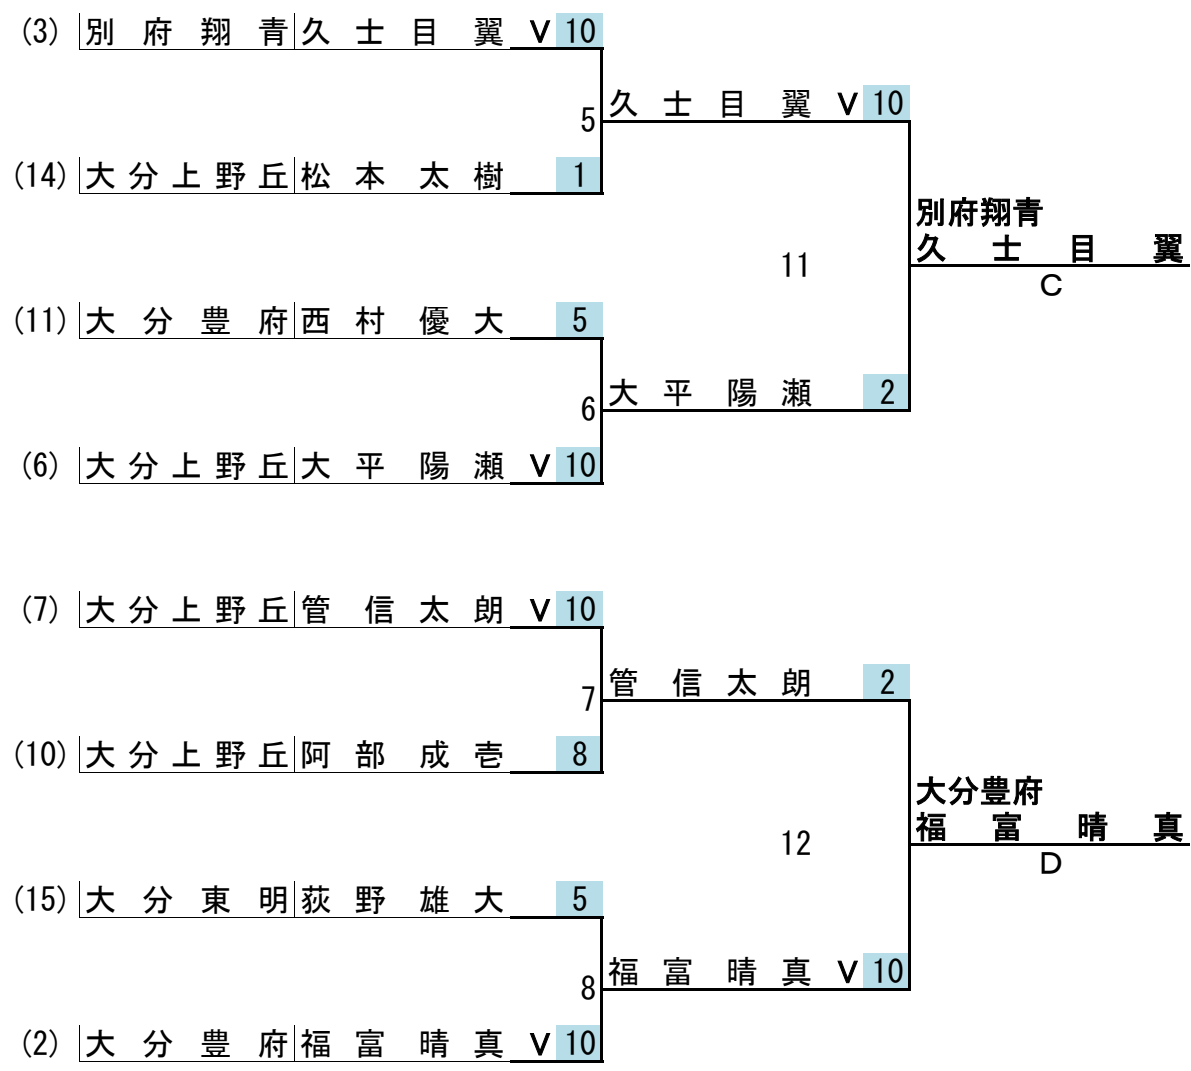 (3) 別府翔青 久士目 翼 V 10
5 久士目 翼 V 10
(14) 大分上野丘 松本 太樹 1
別府翔青
久士目 翼
11
C
(11) 大分豊府 西村 優大 5
6 大平 陽瀬 2
(6) 大分上野丘 大平 陽瀬 V 10
(7) 大分上野丘 管 信太朗 V 10
7 管 信太朗 2
(10) 大分上野丘 阿部 成壱 8
大分豊府
福富 晴真
12
D
(15) 大分東明 荻野 雄大 5
8 福富 晴真 V 10
(2) 大分豊府 福富 晴真 V 10